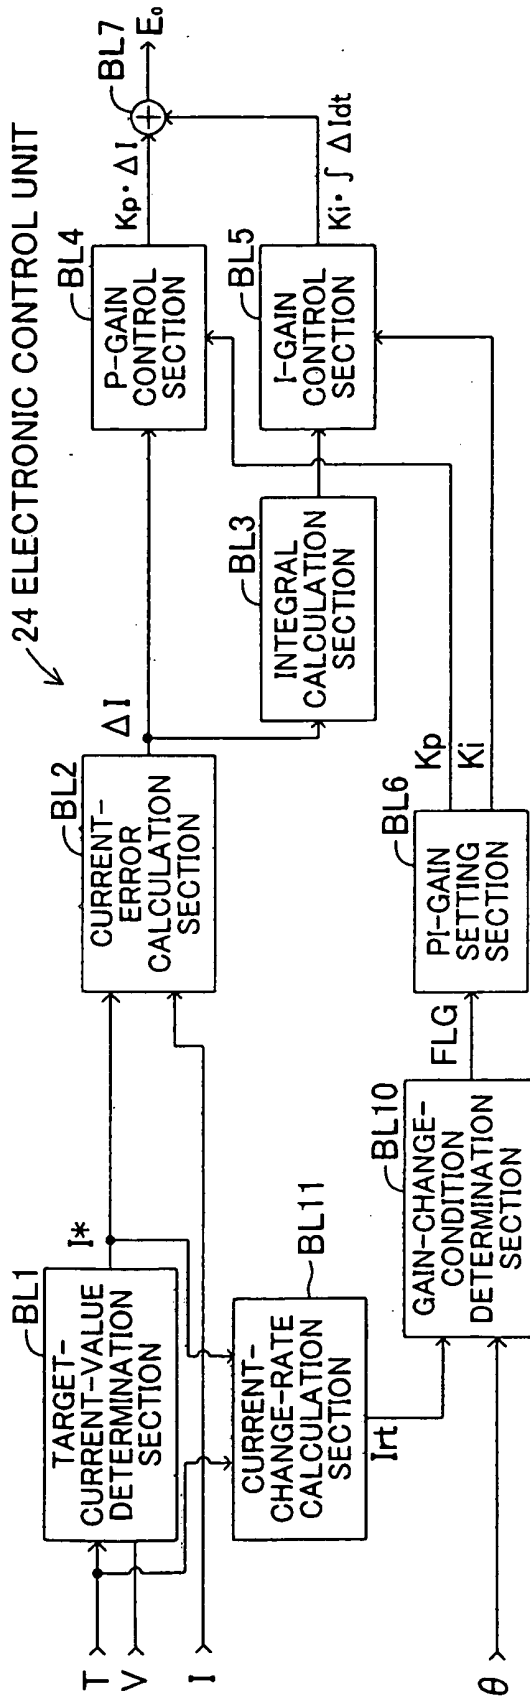 24 ELECTRONIC CONTROL UNIT
T
V
I
θ
BL1
TARGET-
CURRENT-VALUE
DETERMINATION
SECTION
I*
BL11
CURRENT-
CHANGE-RATE
CALCULATION
SECTION
Irt
BL10
GAIN-CHANGE-
CONDITION
DETERMINATION
SECTION
FLG
BL2
CURRENT-
ERROR
CALCULATION
SECTION
ΔI
BL6
PI-GAIN
SETTING
SECTION
Kp
Ki
BL3
INTEGRAL
CALCULATION
SECTION
BL4
P-GAIN
CONTROL
SECTION
BL5
I-GAIN
CONTROL
SECTION
Kp・ΔI
Ki・∫ ΔIdt
BL7
+
E₀